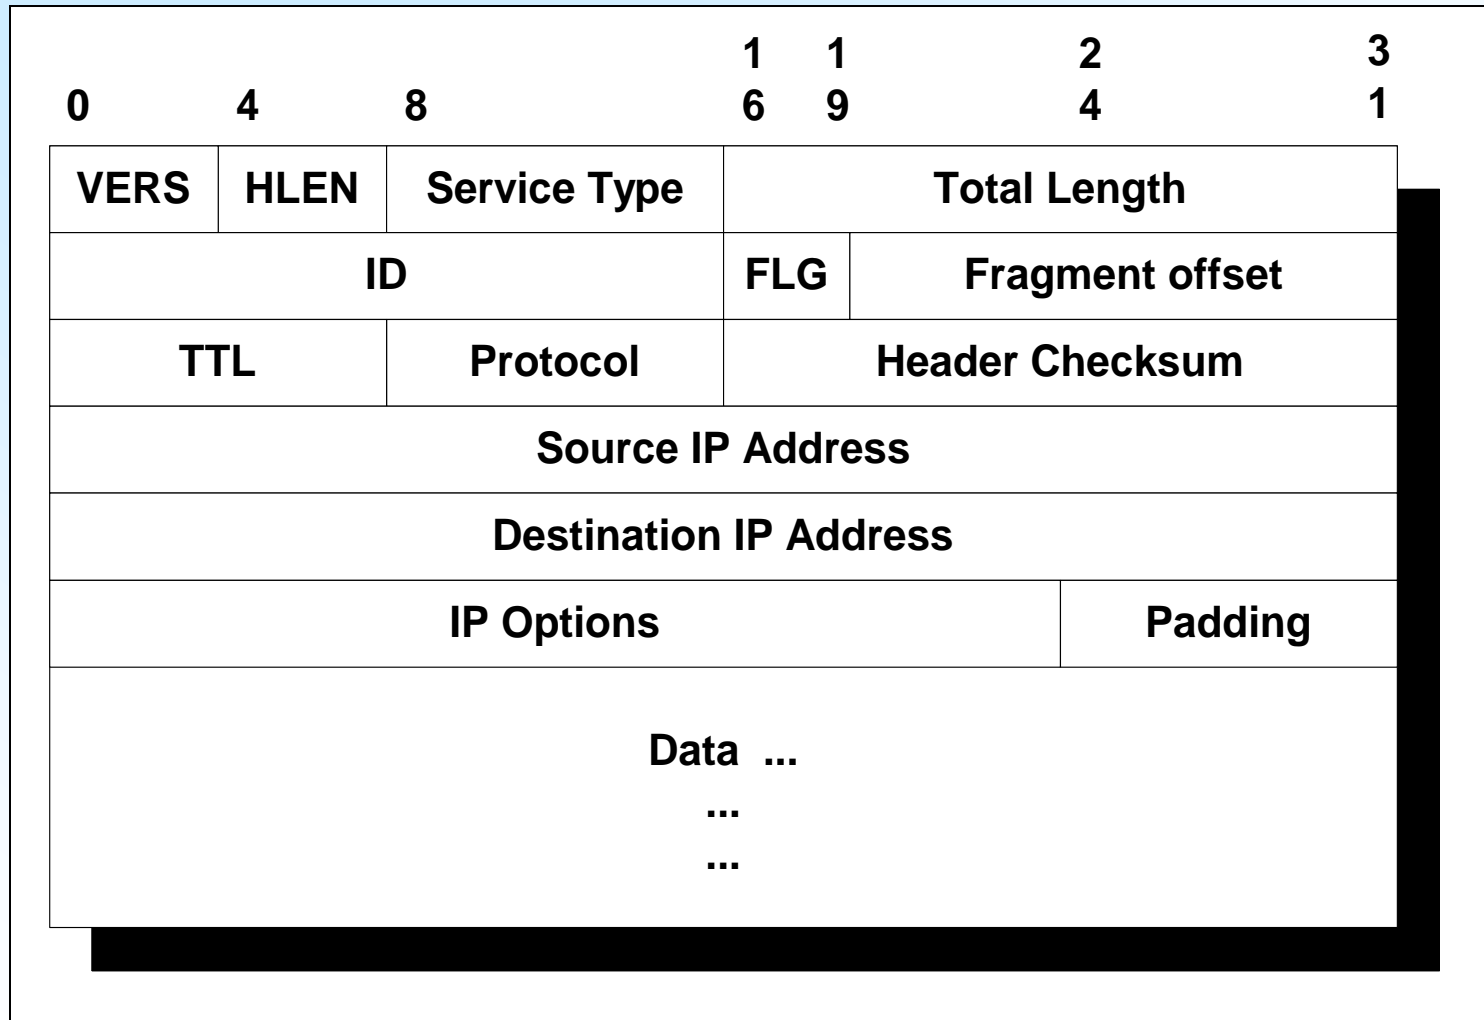 1 1 2 3
0 4 8 6 9 4 1
VERS HLEN Service Type Total Length
ID FLG Fragment offset
TTL Protocol Header Checksum
Source IP Address
Destination IP Address
IP Options Padding
Data ...
...
...